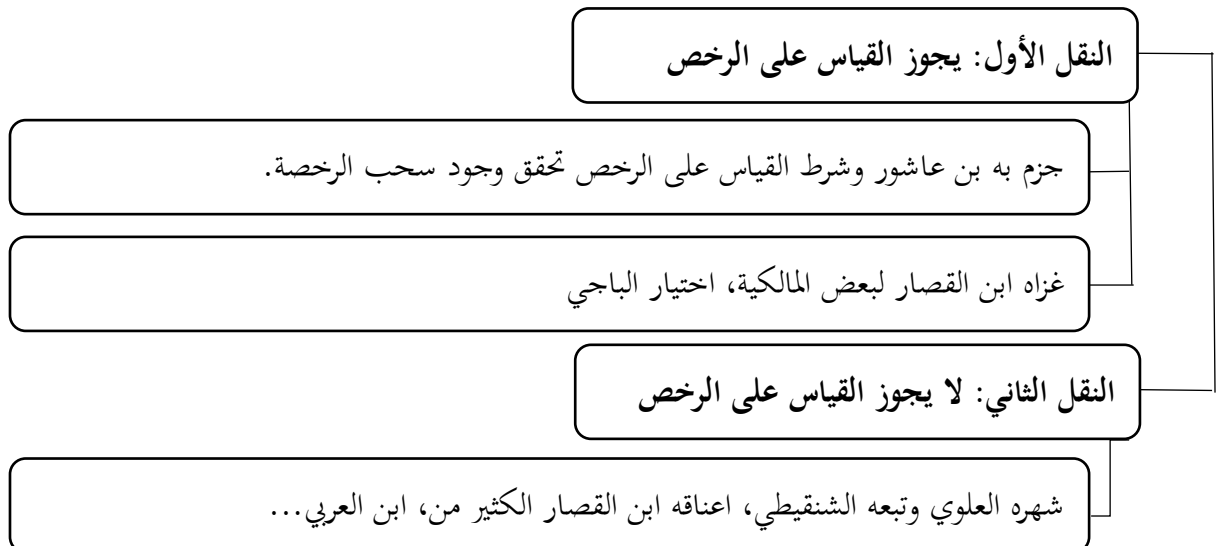 النقل الأول: يجوز القياس على الرخص
جزم به بن عاشور وشرط القياس على الرخص تحقق وجود سحب الرخصة.
غزاه ابن القصار لبعض المالكية، اختيار الباجي
النقل الثاني: لا يجوز القياس على الرخص
شهره العلوي وتبعه الشنقيطي، اعناقه ابن القصار الكثير من، ابن العربي...